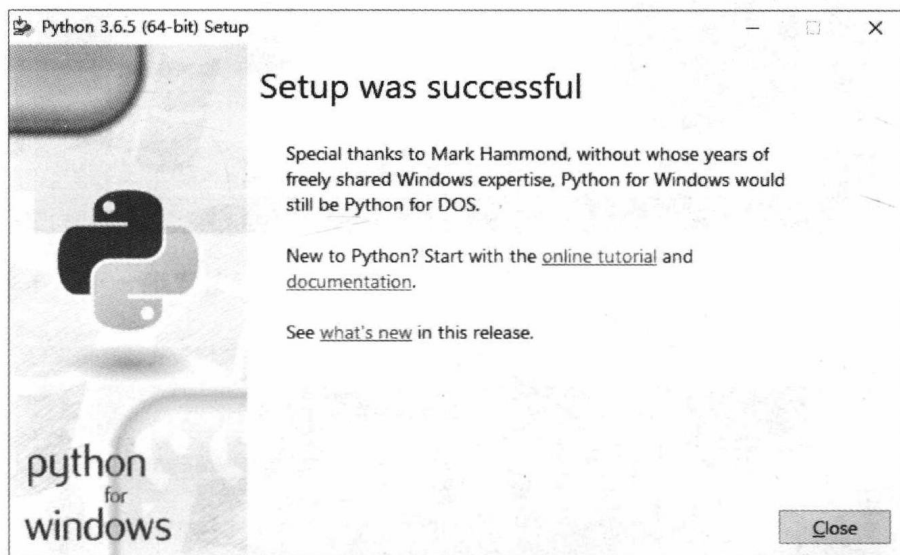 Python 3.6.5 (64-bit) Setup
Setup was successful
Special thanks to Mark Hammond, without whose years of
freely shared Windows expertise, Python for Windows would
still be Python for DOS.
New to Python? Start with the online tutorial and
documentation.
See what's new in this release.
python
for
windows
Close